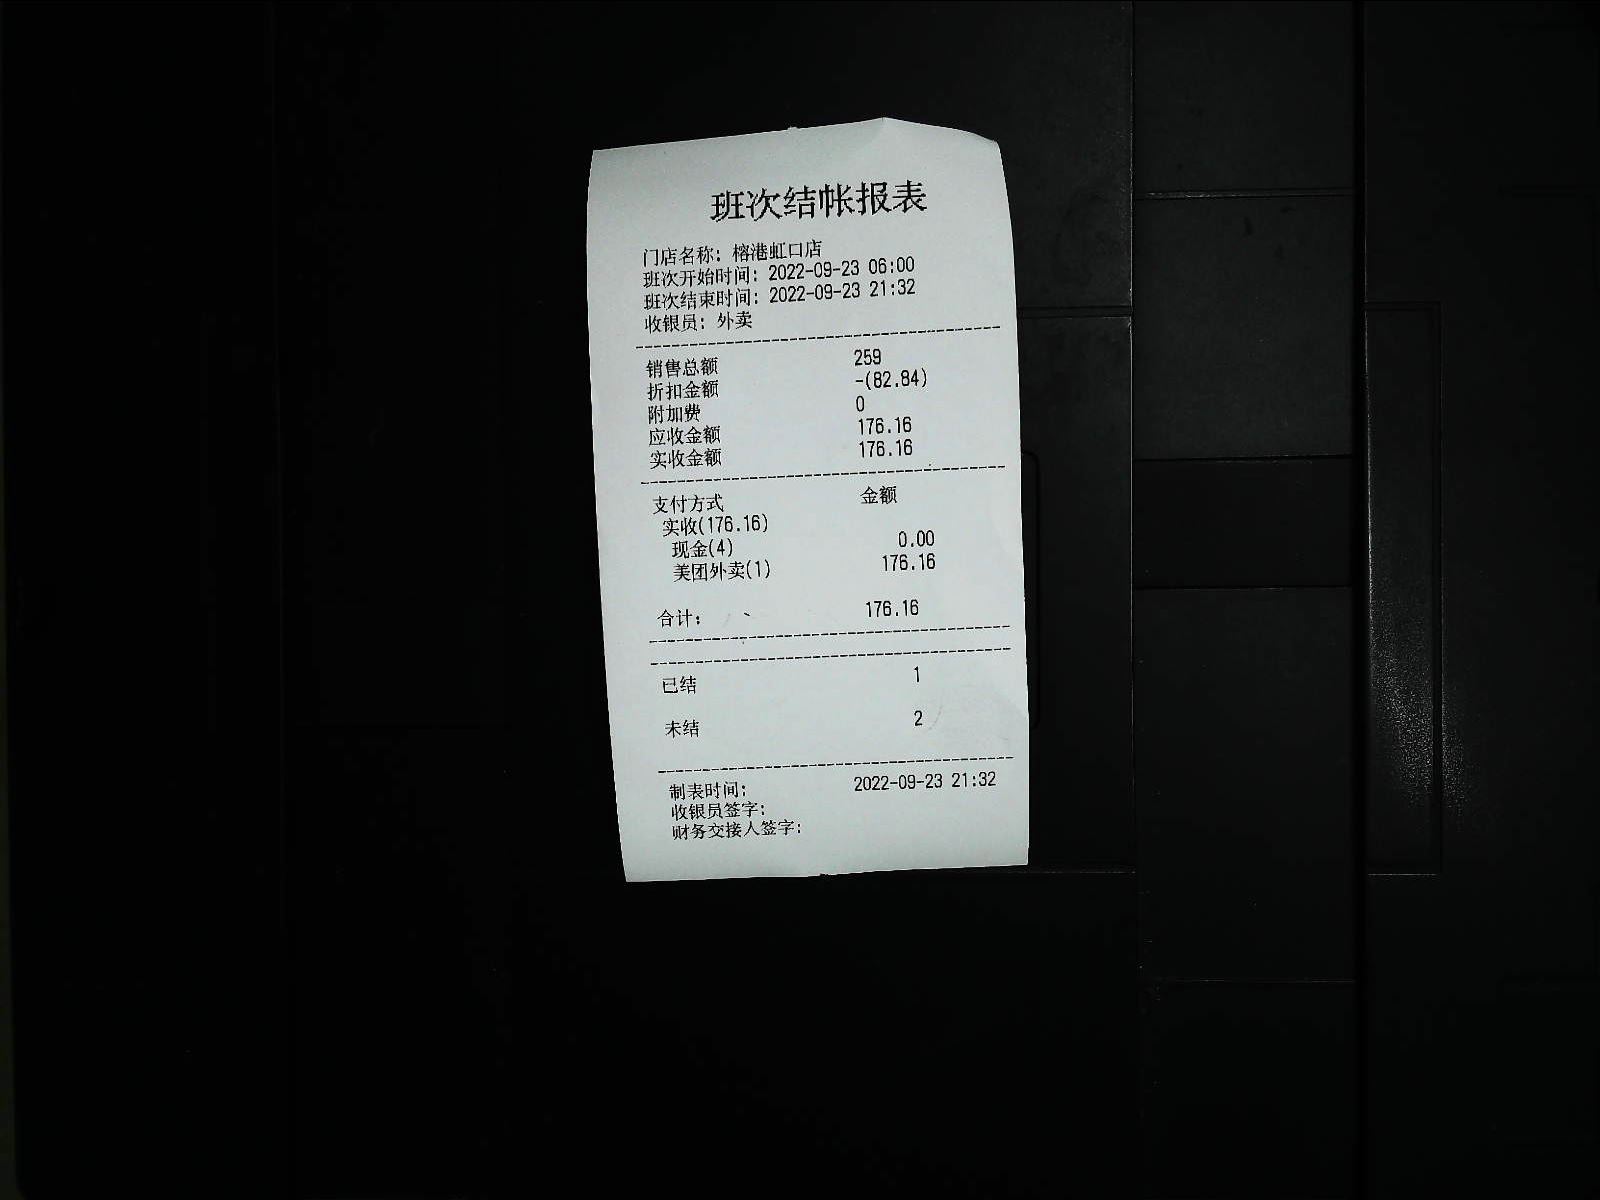 班次结帐报表
门店名称: 榕港虹口店
班次开始时间: 2022-09-23 06:00
班次结束时间: 2022-09-23 21:32
收银员: 外卖
销售总额 259
折扣金额 -(82.84)
附加费 0
应收金额 176.16
实收金额 176.16
支付方式 金额
实收(176.16)
现金(4) 0.00
美团外卖(1) 176.16
合计: 176.16
已结 1
未结 2
制表时间: 2022-09-23 21:32
收银员签字:
财务交接人签字: